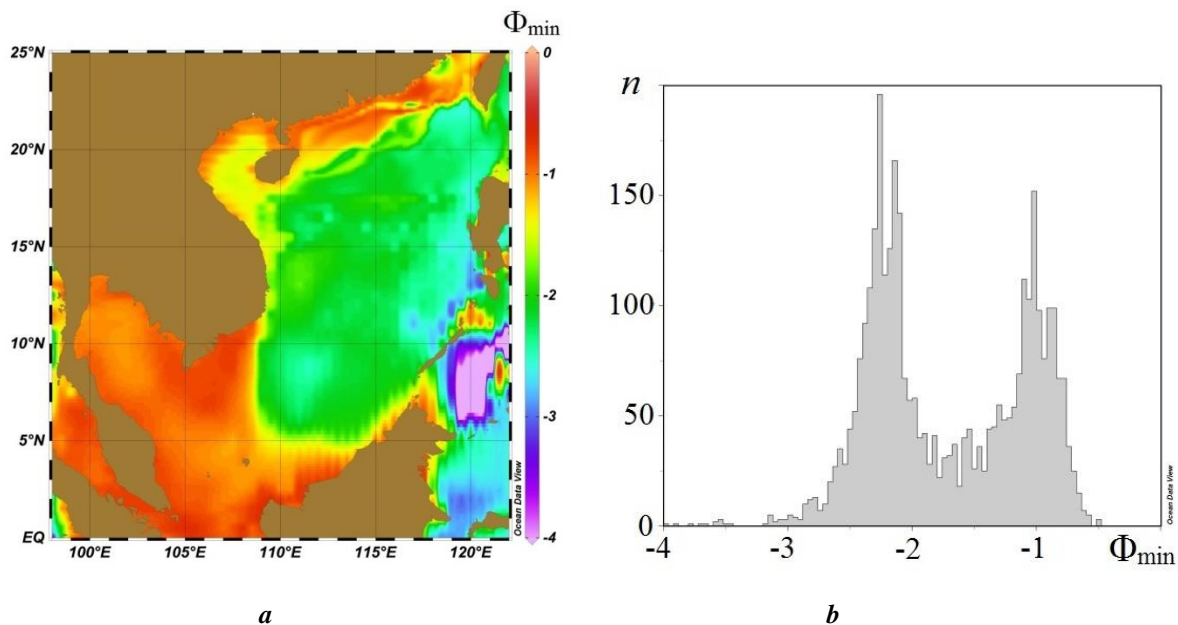 Φmin
25°N
20°N
15°N
10°N
5°N
EQ
100°E 105°E 110°E 115°E 120°E
0
-1
-2
-3
-4
Ocean Data View
a
n
150
100
50
0
-4 -3 -2 -1 Φmin
Ocean Data View
b